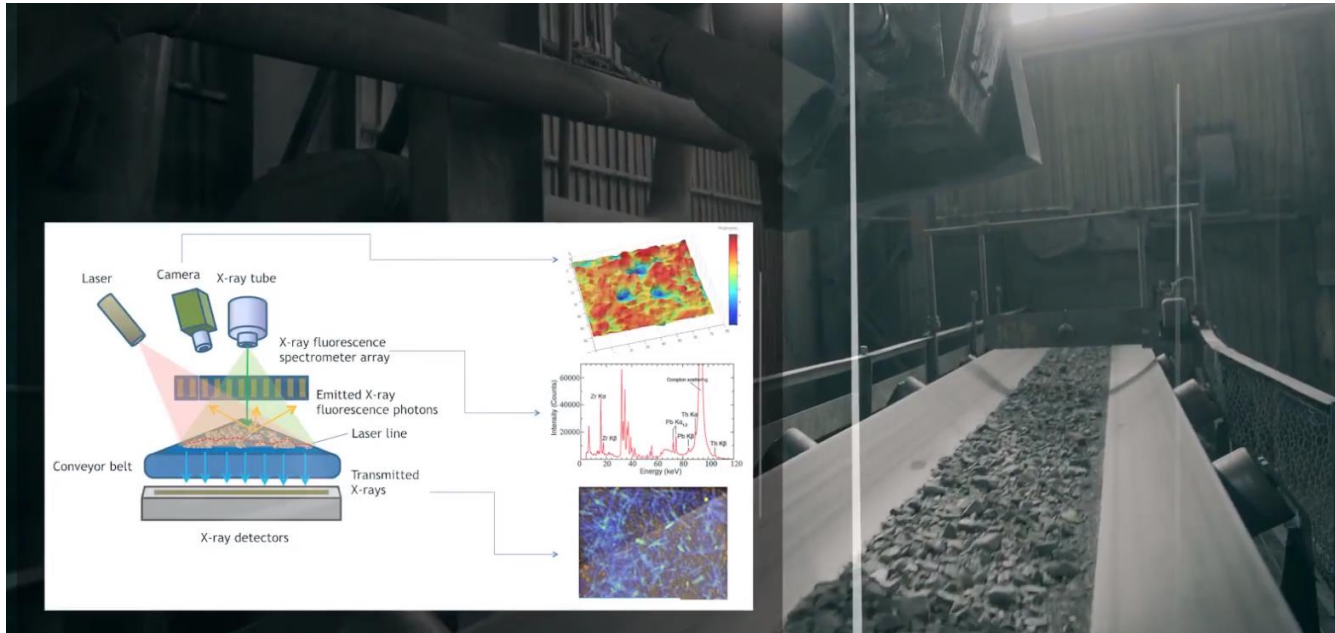 Laser
Camera
X-ray tube
X-ray fluorescence
spectrometer array
Emitted X-ray
fluorescence photons
Laser line
Conveyor belt
Transmitted
X-rays
X-ray detectors
60000
40000
20000
Intensity (Counts)
Zr Kα
Zr Kβ
Compton scattering
Th Kα
Pb Kα
Pb Kβ
Th Kβ
0 20 40 60 80 100 120
Energy (keV)